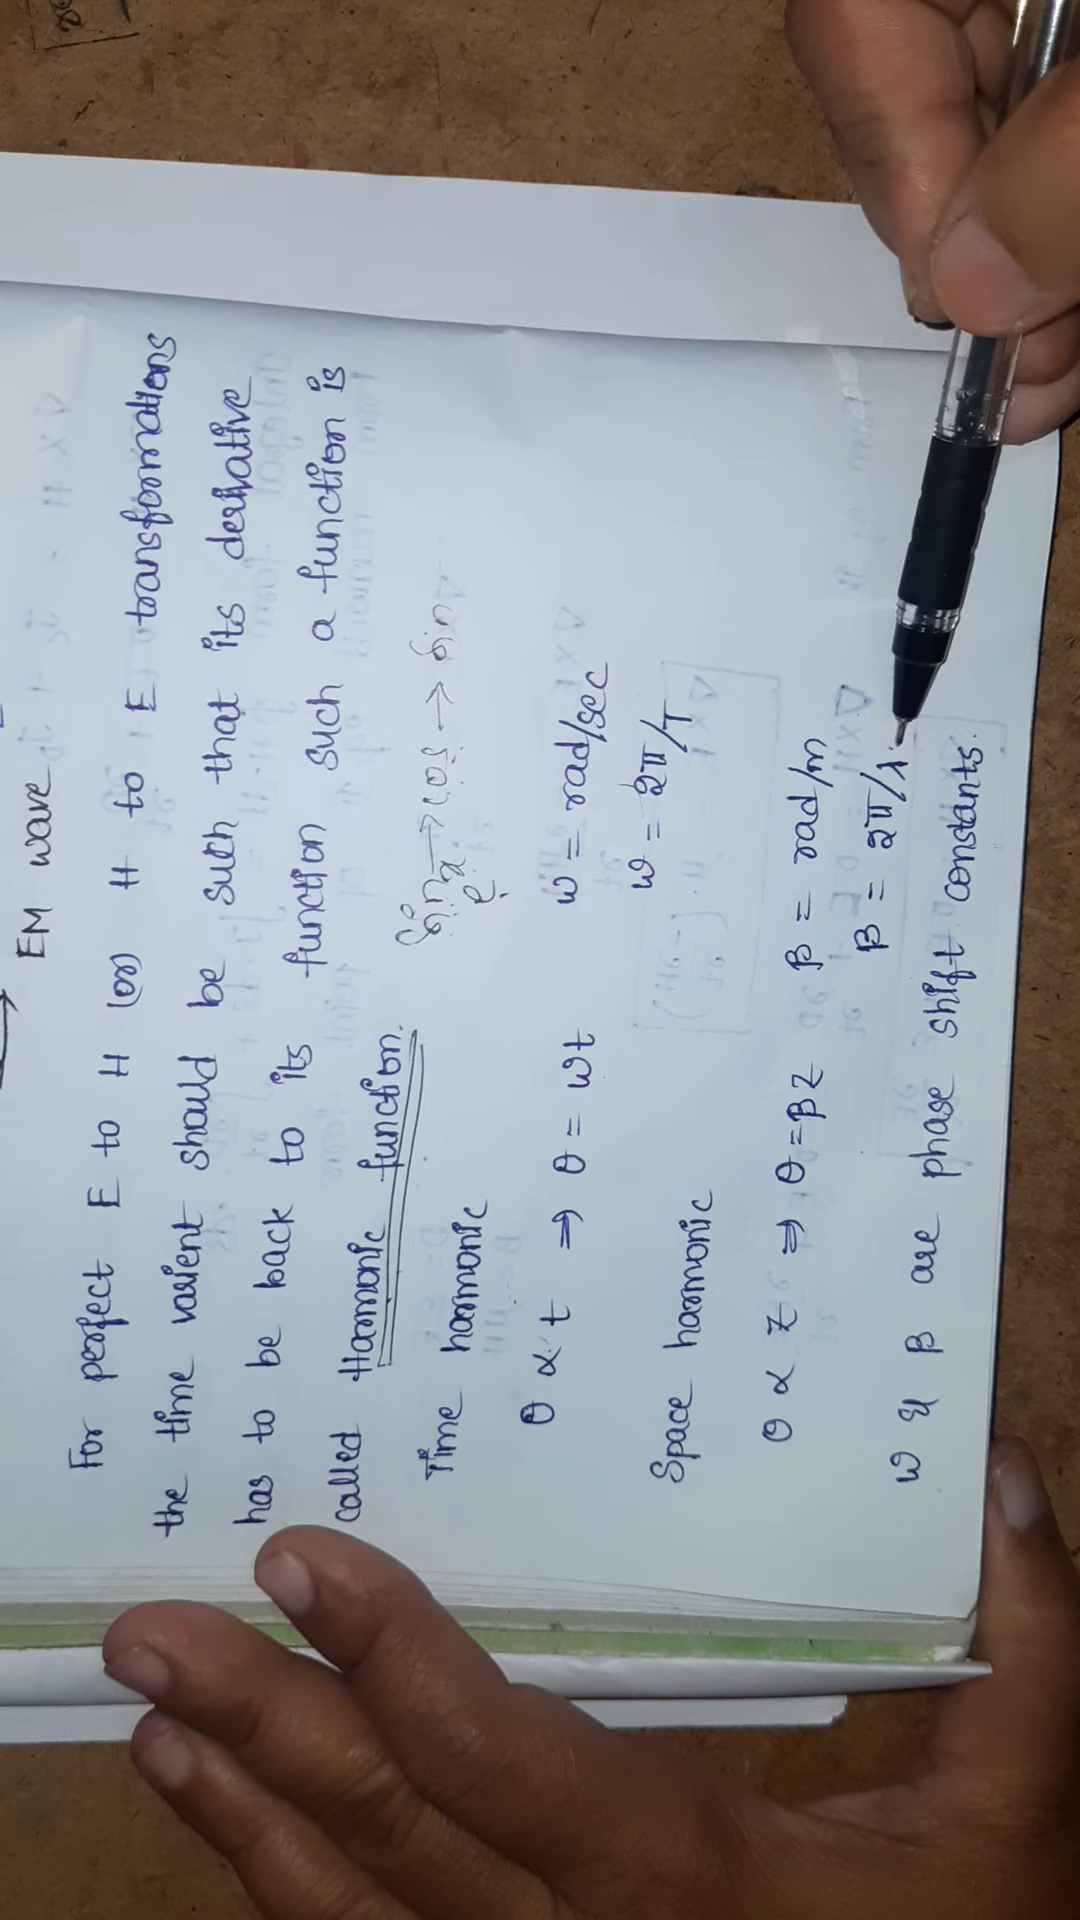 EM wave
For perfect E to H (or) H to E transformations
the time varient should be such that its derivative
has to be back to its function such a function is
called Harmonic function.
sin → cos → sin
e^x
Time harmonic
θ α t ⇒ θ = ωt ω = rad/sec
ω = 2π/T
Space harmonic
θ α z ⇒ θ = βz β = rad/m
β = 2π/λ.
ω & β are phase shift constants.